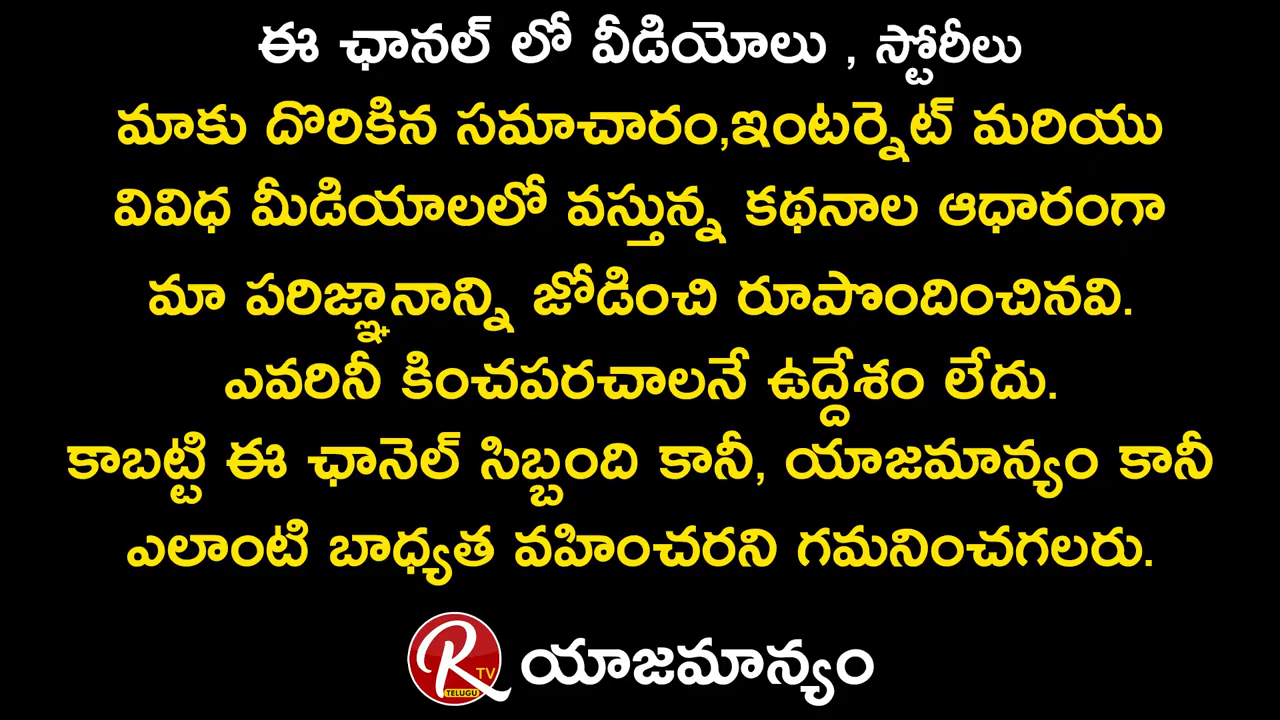 ఈ ఛానల్ లో వీడియోలు , స్టోరీలు
మాకు దొరికిన సమాచారం,ఇంటర్నెట్ మరియు
వివిధ మీడియాలలో వస్తున్న కథనాల ఆధారంగా
మా పరిజ్ఞానాన్ని జోడించి రూపొందించినవి.
ఎవరినీ కించపరచాలనే ఉద్దేశం లేదు.
కాబట్టి ఈ ఛానెల్ సిబ్బంది కానీ, యాజమాన్యం కానీ
ఎలాంటి బాధ్యత వహించరని గమనించగలరు.
R TV TELUGU యాజమాన్యం